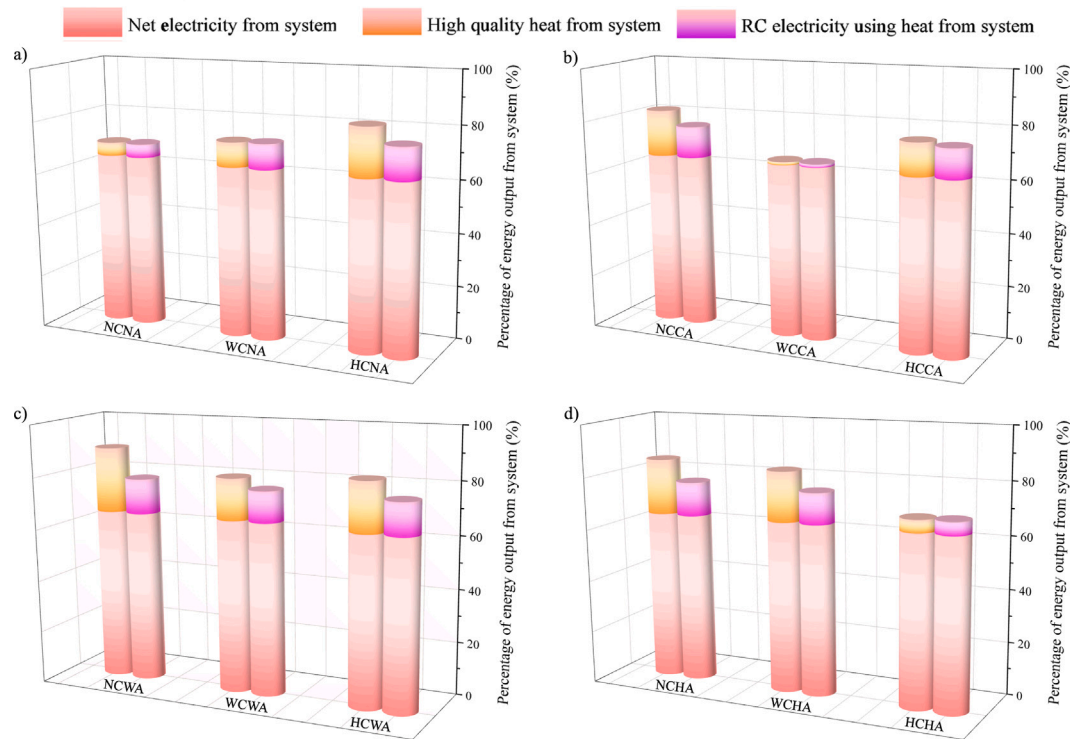 Net electricity from system
High quality heat from system
RC electricity using heat from system
a)
100
80
60
40
20
0
Percentage of energy output from system (%)
NCNA
WCNA
HCNA
b)
100
80
60
40
20
0
Percentage of energy output from system (%)
NCCA
WCCA
HCCA
c)
100
80
60
40
20
0
Percentage of energy output from system (%)
NCWA
WCWA
HCWA
d)
100
80
60
40
20
0
Percentage of energy output from system (%)
NCHA
WCHA
HCHA